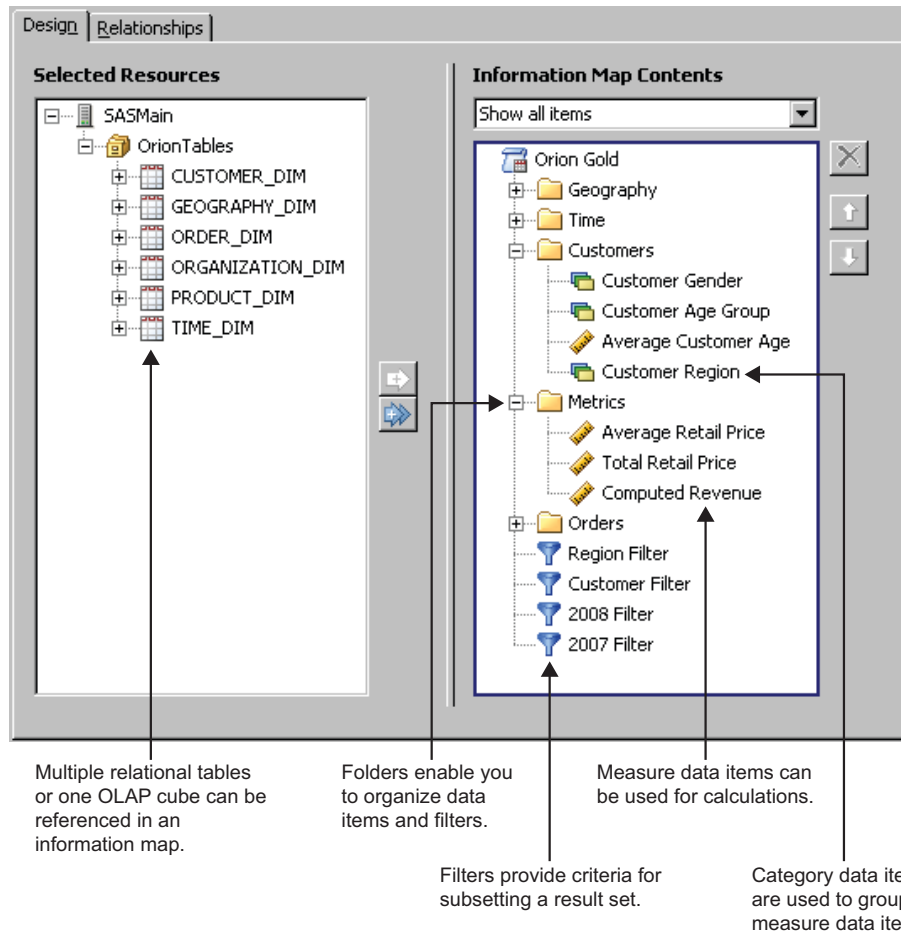 Design Relationships
Selected Resources
SASMain
OrionTables
CUSTOMER_DIM
GEOGRAPHY_DIM
ORDER_DIM
ORGANIZATION_DIM
PRODUCT_DIM
TIME_DIM
Information Map Contents
Show all items
Orion Gold
Geography
Time
Customers
Customer Gender
Customer Age Group
Average Customer Age
Customer Region
Metrics
Average Retail Price
Total Retail Price
Computed Revenue
Orders
Region Filter
Customer Filter
2008 Filter
2007 Filter
Multiple relational tables
or one OLAP cube can be
referenced in an
information map.
Folders enable you
to organize data
items and filters.
Measure data items can
be used for calculations.
Filters provide criteria for
subsetting a result set.
Category data ite
are used to group
measure data ite